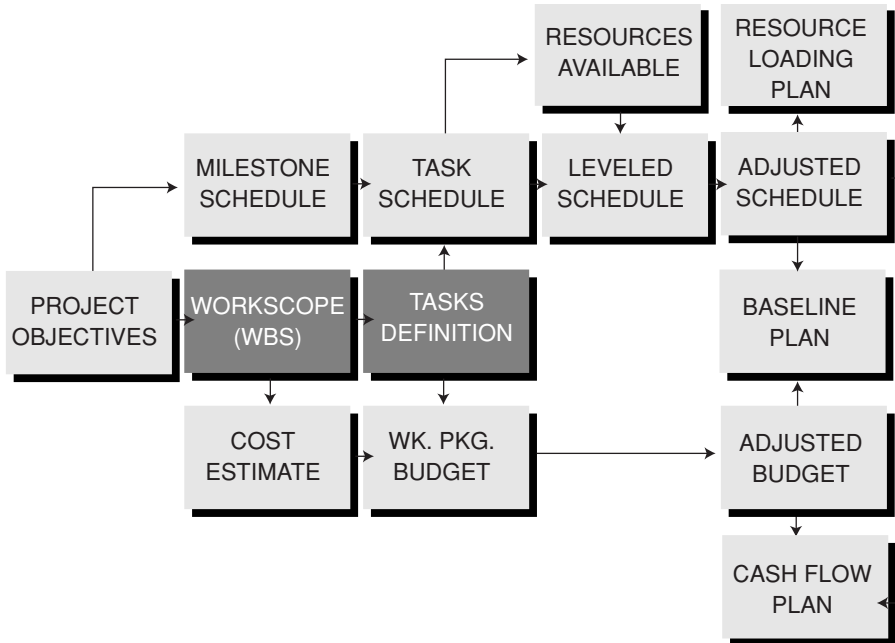 RESOURCES
AVAILABLE
RESOURCE
LOADING
PLAN
MILESTONE
SCHEDULE
TASK
SCHEDULE
LEVELED
SCHEDULE
ADJUSTED
SCHEDULE
PROJECT
OBJECTIVES
WORKSCOPE
(WBS)
TASKS
DEFINITION
BASELINE
PLAN
COST
ESTIMATE
WK. PKG.
BUDGET
ADJUSTED
BUDGET
CASH FLOW
PLAN